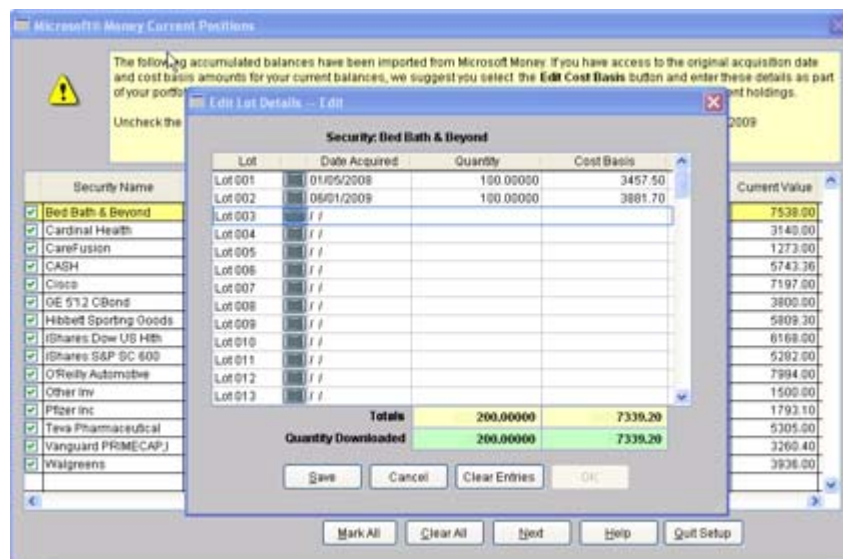 Microsoft® Money Current Positions
The following accumulated balances have been imported from Microsoft Money. If you have access to the original acquisition date
and cost basis amounts for your current balances, we suggest you select the Edit Cost Basis button and enter these details as part
of your portfo
nt holdings.
Edit Lot Details -- Edit
Uncheck the
2009
Security: Bed Bath & Beyond
Lot Date Acquired Quantity Cost Basis
Lot 001 01/05/2008 100.00000 3457.50
Lot 002 06/01/2009 100.00000 3881.70
Lot 003 / /
Lot 004 / /
Lot 005 / /
Lot 006 / /
Lot 007 / /
Lot 008 / /
Lot 009 / /
Lot 010 / /
Lot 011 / /
Lot 012 / /
Lot 013 / /
Totals 200.00000 7339.20
Quantity Downloaded 200.00000 7339.20
Save Cancel Clear Entries OK
Security Name Current Value
Bed Bath & Beyond 7538.00
Cardinal Health 3140.00
CareFusion 1273.00
CASH 5743.36
Cisco 7197.00
GE 5'12 CBond 3800.00
Hibbett Sporting Goods 5809.30
iShares Dow US Hlth 6168.00
iShares S&P SC 600 5282.00
O'Reilly Automotive 7994.00
Other Inv 1500.00
Pfizer Inc 1793.10
Teva Pharmaceutical 5305.00
Vanguard PRIMECAP,I 3260.40
Walgreens 3936.00
Mark All Clear All Next Help Quit Setup